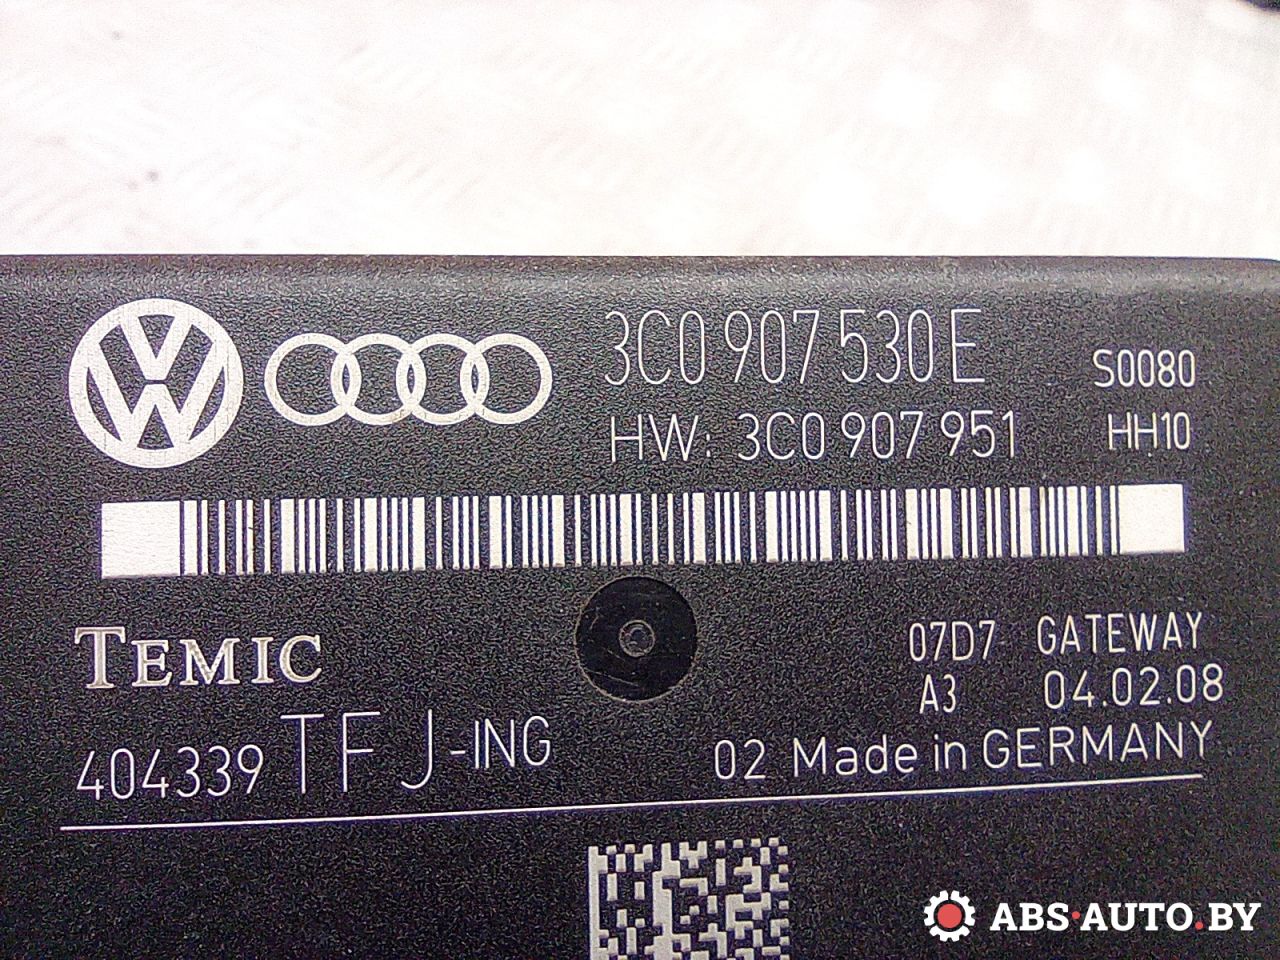 3C0 907 530 E
S0080
HW: 3C0 907 951
HH10
TEMIC
07D7 GATEWAY
A3 04.02.08
404339 TFJ-ING
02 Made in GERMANY
ABS·AUTO.BY